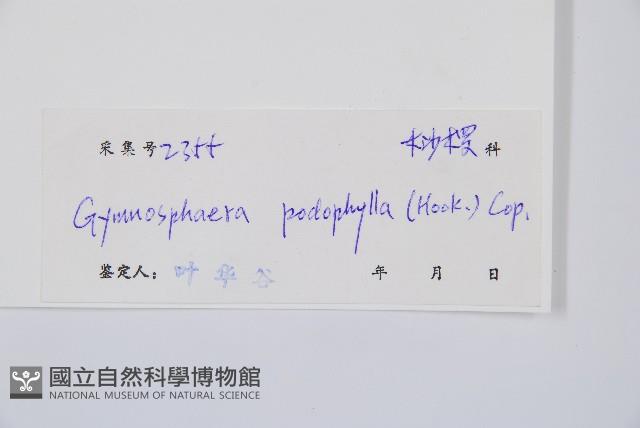 采集号 2355 桫椤 科
Gymnosphaera podophylla (Hook.) Cop.
鉴定人： 叶华谷 年 月 日
國立自然科學博物館
NATIONAL MUSEUM OF NATURAL SCIENCE